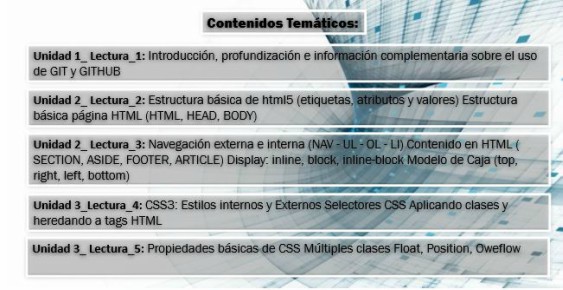 Contenidos Temáticos:
Unidad 1_ Lectura_1: Introducción, profundización e información complementaria sobre el uso
de GIT y GITHUB
Unidad 2_ Lectura_2: Estructura básica de html5 (etiquetas, atributos y valores) Estructura
básica página HTML (HTML, HEAD, BODY)
Unidad 2_ Lectura_3: Navegación externa e interna (NAV - UL - OL - LI) Contenido en HTML (
SECTION, ASIDE, FOOTER, ARTICLE) Display: inline, block, inline-block Modelo de Caja (top,
right, left, bottom)
Unidad 3_Lectura_4: CSS3: Estilos internos y Externos Selectores CSS Aplicando clases y
heredando a tags HTML
Unidad 3_ Lectura_5: Propiedades básicas de CSS Múltiples clases Float, Position, Oweflow